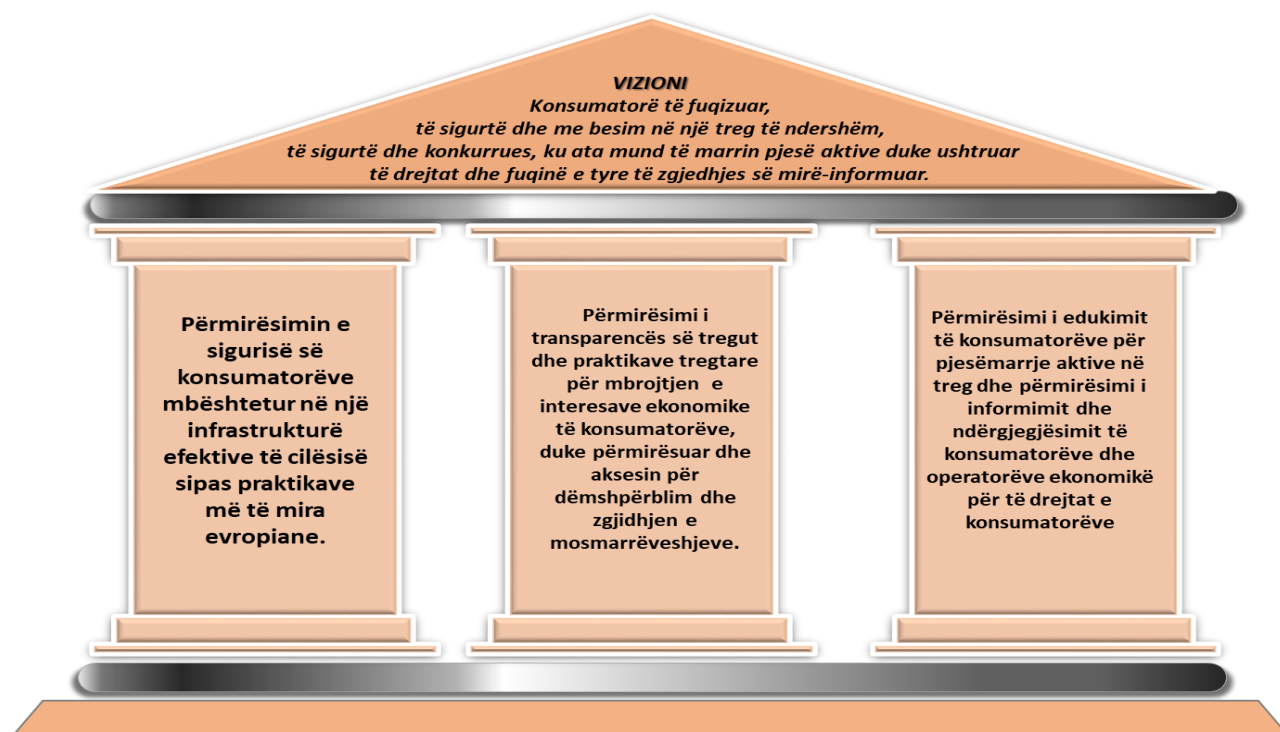 VIZIONI
Konsumatorë të fuqizuar,
të sigurtë dhe me besim në një treg të ndershëm,
të sigurtë dhe konkurrues, ku ata mund të marrin pjesë aktive duke ushtruar
të drejtat dhe fuqinë e tyre të zgjedhjes së mirë-informuar.
Përmirësimin e
sigurisë së
konsumatorëve
mbështetur në një
infrastrukturë
efektive të cilësisë
sipas praktikave
më të mira
evropiane.
Përmirësimi i
transparencës së tregut
dhe praktikave tregtare
për mbrojtjen e
interesave ekonomike
të konsumatorëve,
duke përmirësuar dhe
aksesin për
dëmshpërblim dhe
zgjidhjen e
mosmarrëveshjeve.
Përmirësimi i edukimit
të konsumatorëve për
pjesëmarrje aktive në
treg dhe përmirësimi i
informimit dhe
ndërgjegjësimit të
konsumatorëve dhe
operatorëve ekonomikë
për të drejtat e
konsumatorëve